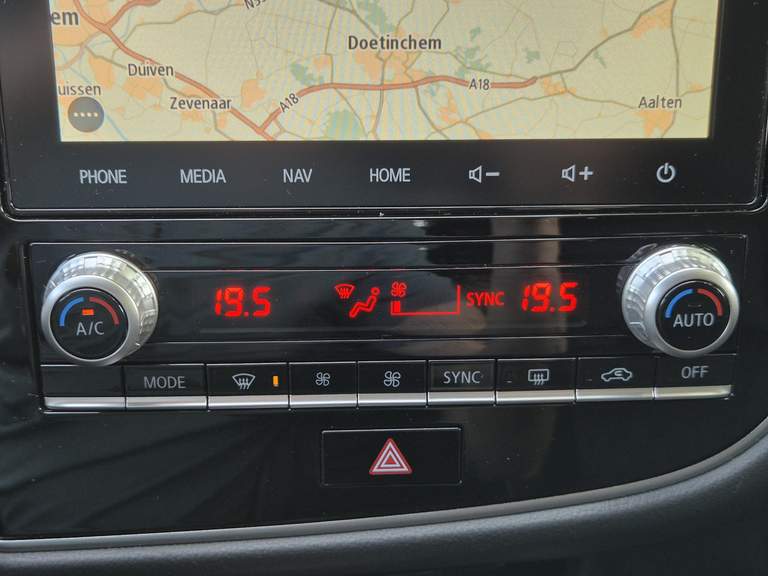 N3
em
Doetinchem
Duiven
uissen
Zevenaar
A18
A18
Aalten
PHONE
MEDIA
NAV
HOME
19.5
SYNC
19.5
A/C
AUTO
MODE
SYNC
OFF